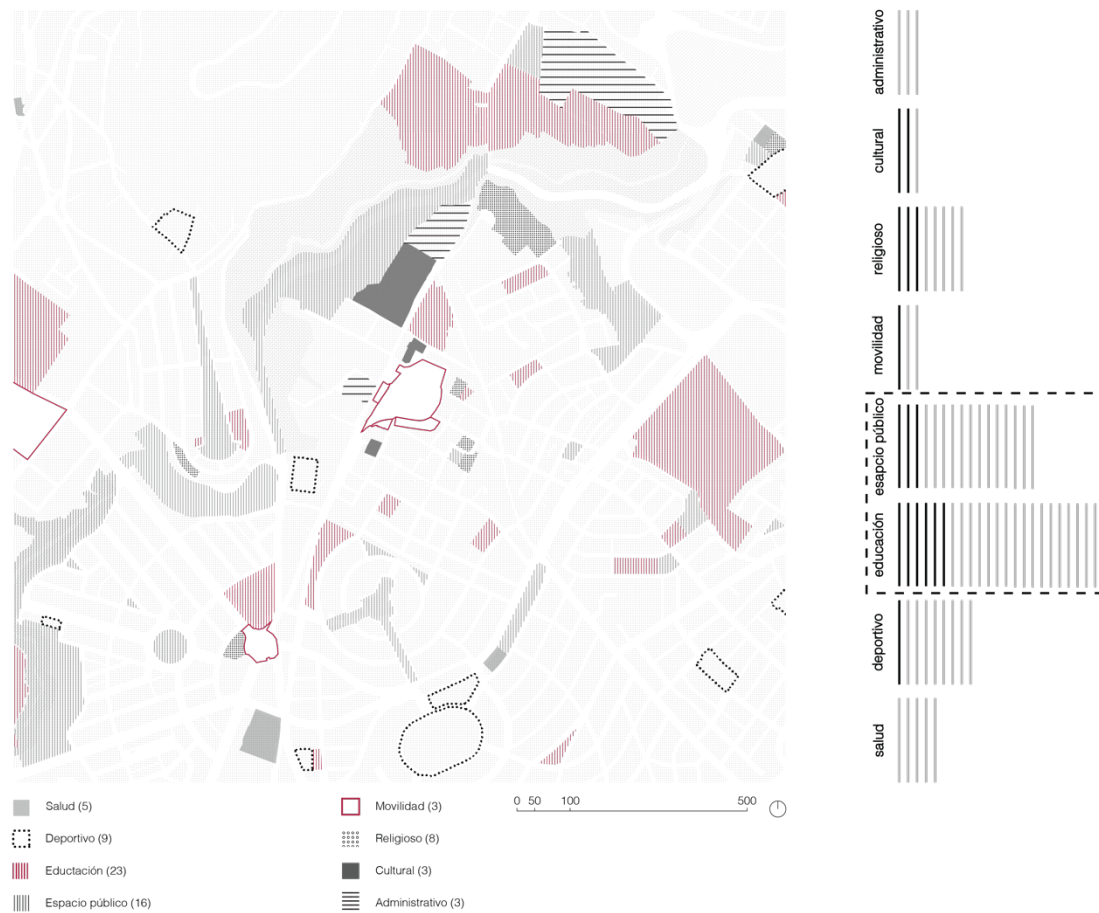 administrativo
cultural
religioso
movilidad
esapcio público
educación
deportivo
salud
Salud (5)
Deportivo (9)
Eductación (23)
Espacio público (16)
Movilidad (3)
Religioso (8)
Cultural (3)
Administrativo (3)
0 50 100 500